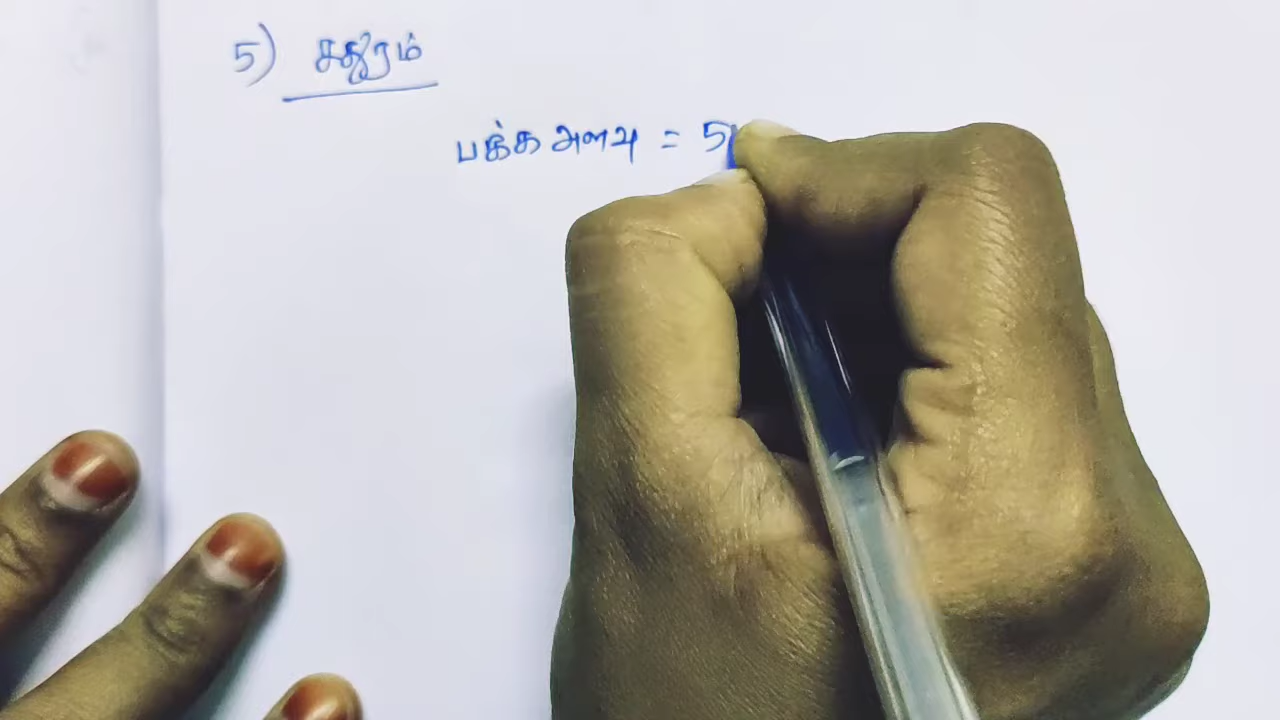 5) சதுரம்
பக்க அளவு = 5